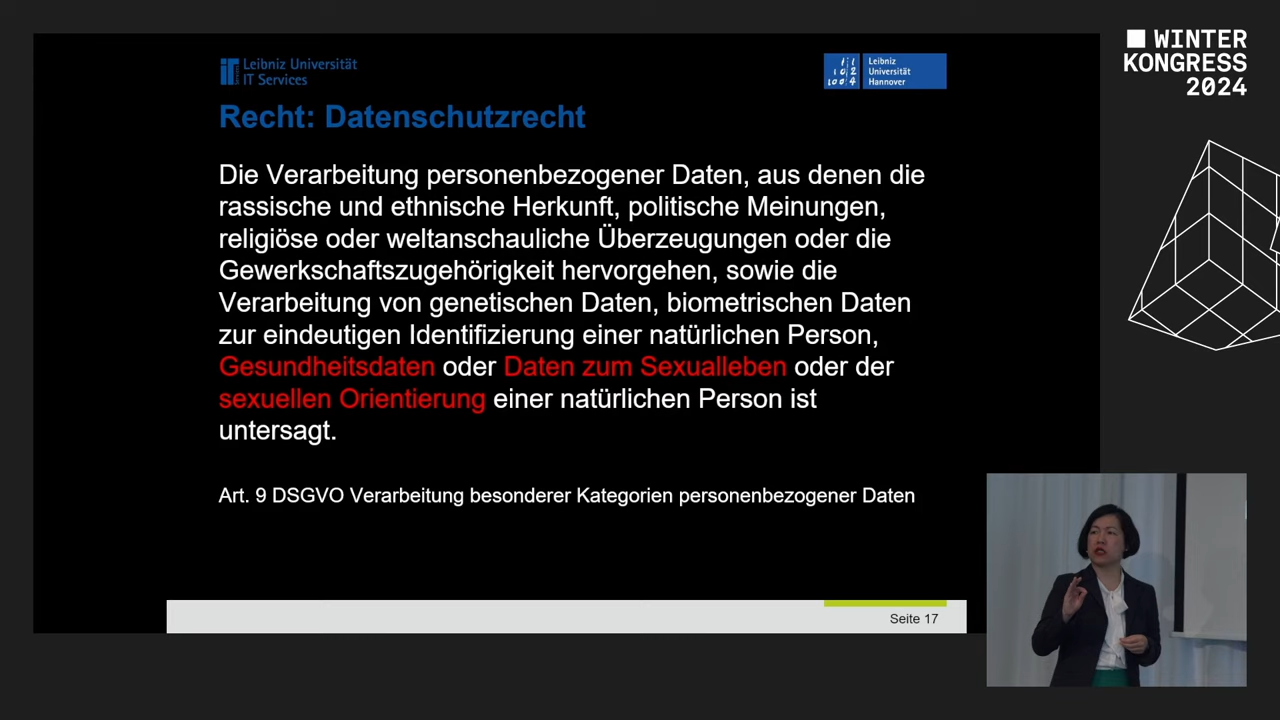 Leibniz Universität
IT Services
Leibniz
Universität
Hannover
WINTER
KONGRESS
2024
Recht: Datenschutzrecht
Die Verarbeitung personenbezogener Daten, aus denen die
rassische und ethnische Herkunft, politische Meinungen,
religiöse oder weltanschauliche Überzeugungen oder die
Gewerkschaftszugehörigkeit hervorgehen, sowie die
Verarbeitung von genetischen Daten, biometrischen Daten
zur eindeutigen Identifizierung einer natürlichen Person,
Gesundheitsdaten oder Daten zum Sexualleben oder der
sexuellen Orientierung einer natürlichen Person ist
untersagt.
Art. 9 DSGVO Verarbeitung besonderer Kategorien personenbezogener Daten
Seite 17